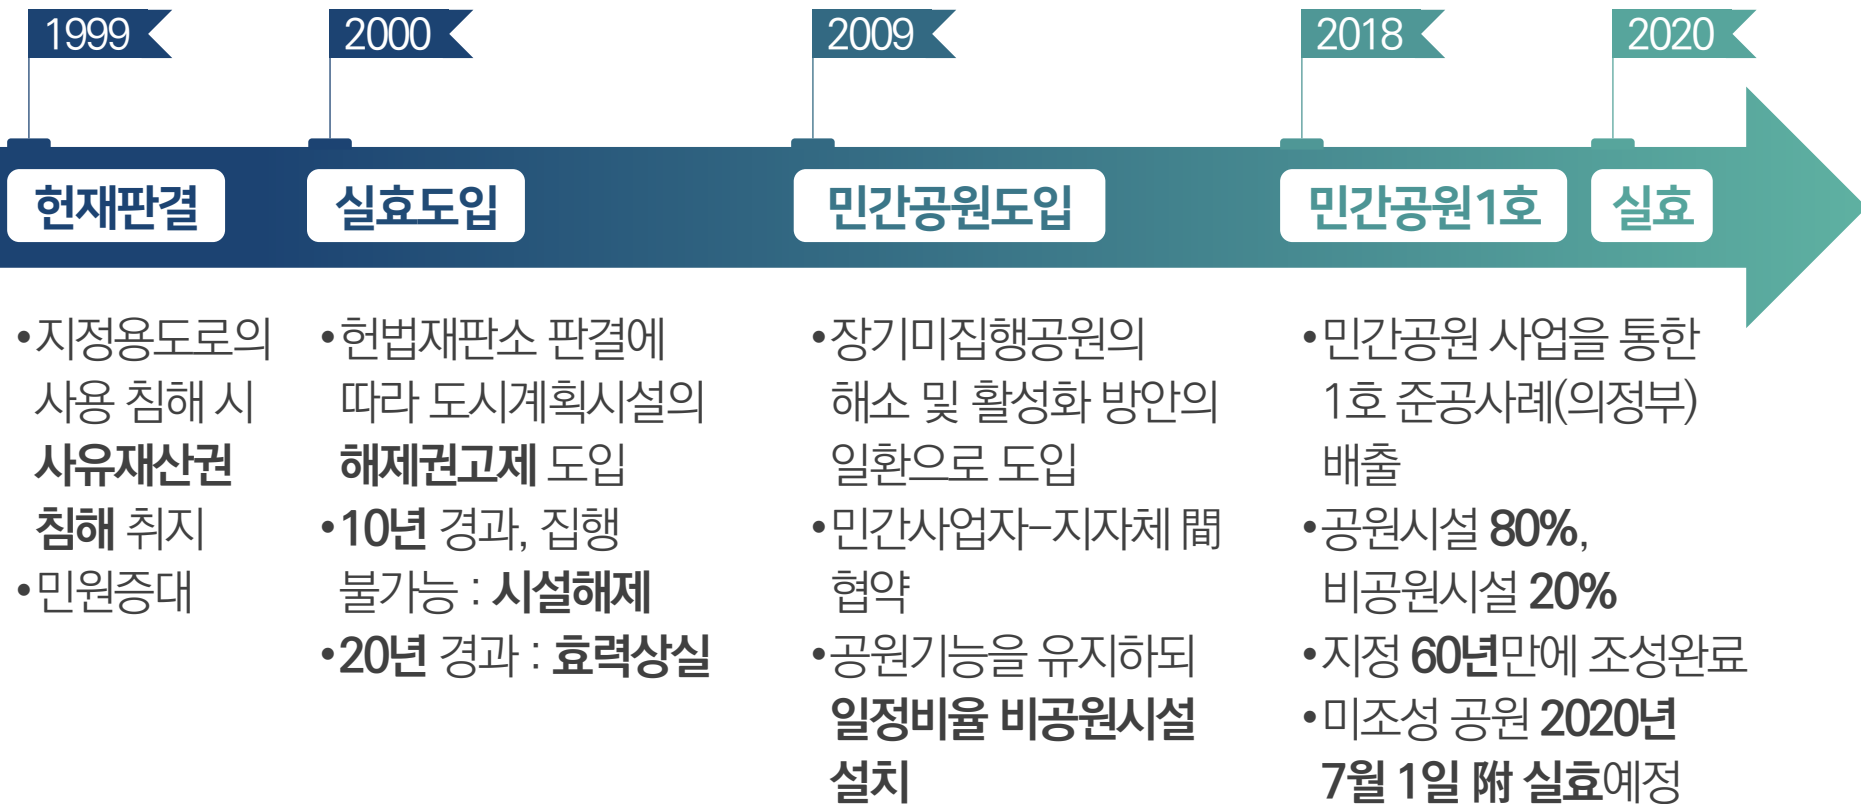 1999
2000
2009
2018
2020
헌재판결
실효도입
민간공원도입
민간공원1호
실효
•지정용도로의
사용 침해 시
사유재산권
침해 취지
•민원증대
•헌법재판소 판결에
따라 도시계획시설의
해제권고제 도입
•10년 경과, 집행
불가능 : 시설해제
•20년 경과 : 효력상실
•장기미집행공원의
해소 및 활성화 방안의
일환으로 도입
•민간사업자-지자체 間
협약
•공원기능을 유지하되
일정비율 비공원시설
설치
•민간공원 사업을 통한
1호 준공사례(의정부)
배출
•공원시설 80%,
비공원시설 20%
•지정 60년만에 조성완료
•미조성 공원 2020년
7월 1일 附 실효예정